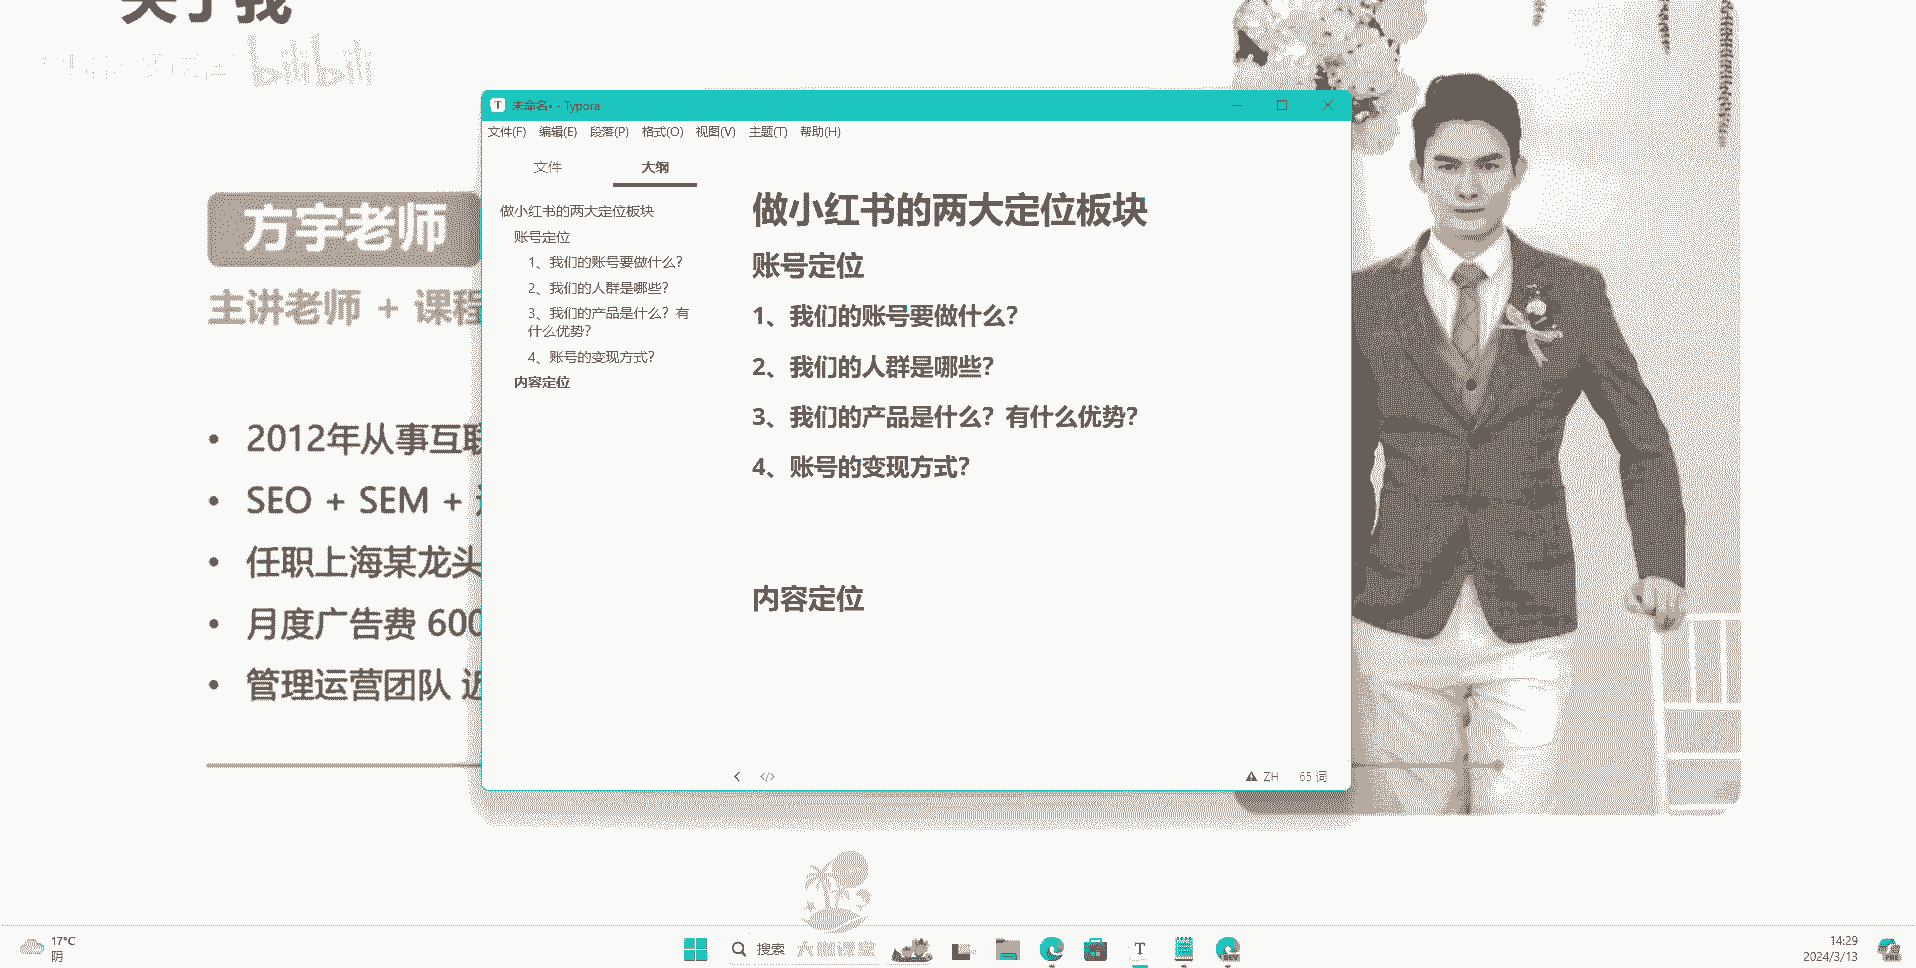 关于我
bilibili
未命名• - Typora
文件(F) 编辑(E) 段落(P) 格式(O) 视图(V) 主题(T) 帮助(H)
文件 大纲
做小红书的两大定位板块
账号定位
1、我们的账号要做什么?
2、我们的人群是哪些?
3、我们的产品是什么? 有
什么优势?
4、账号的变现方式?
内容定位
做小红书的两大定位板块
账号定位
1、我们的账号要做什么?
2、我们的人群是哪些?
3、我们的产品是什么? 有什么优势?
4、账号的变现方式?
内容定位
</>
ZH 65 词
方宇老师
主讲老师 + 课程
• 2012年从事互联
• SEO + SEM +
• 任职上海某龙头
• 月度广告费 600
• 管理运营团队 近
17°C
阴
搜索
大咖课堂
T
DEV
14:29
2024/3/13
PRE